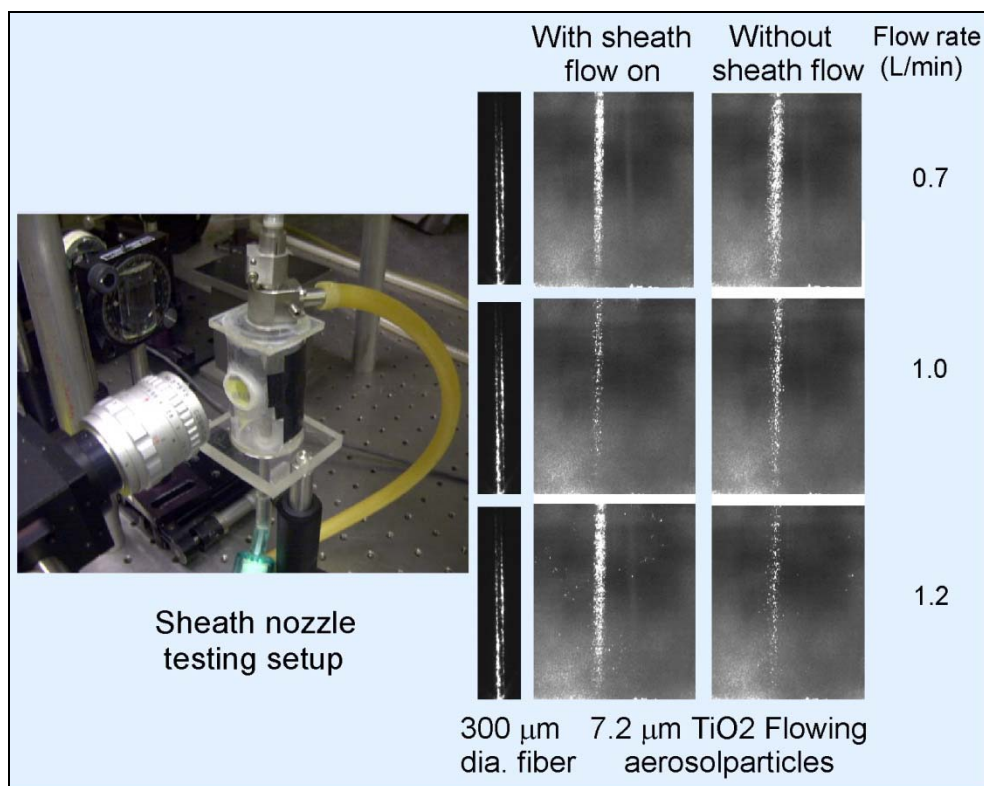 With sheath
flow on
Without
sheath flow
Flow rate
(L/min)
0.7
1.0
1.2
Sheath nozzle
testing setup
300 μm
dia. fiber
7.2 μm TiO2 Flowing
aerosolparticles